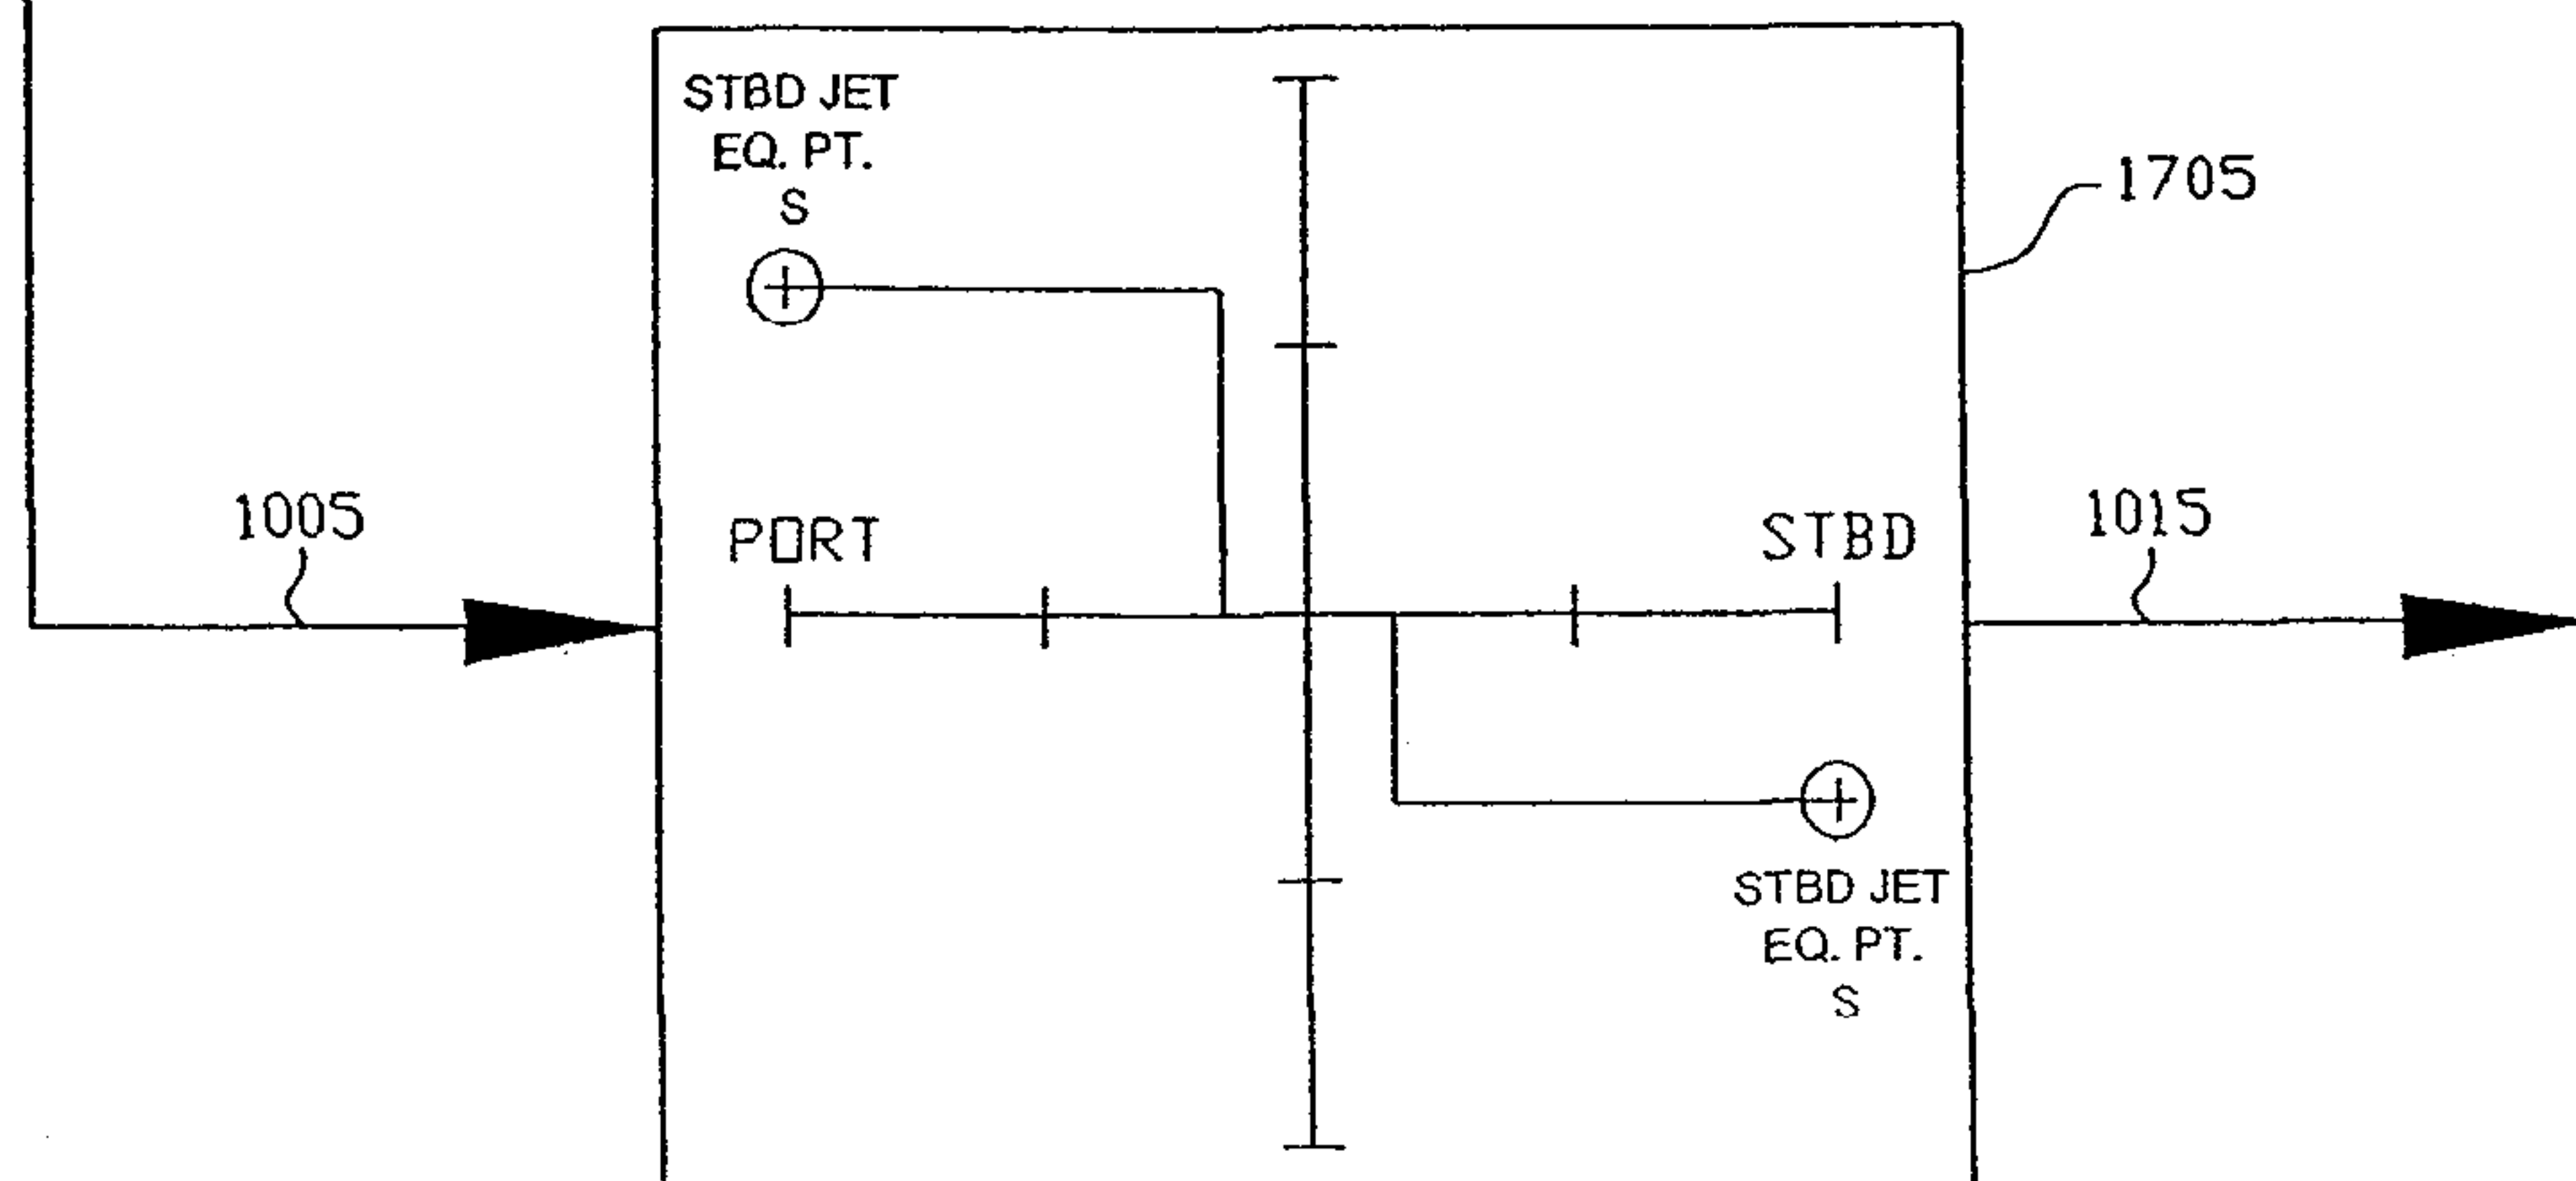 STBD JET
EQ. PT.
S
1705
1005
PORT
STBD
1015
STBD JET
EQ. PT.
S